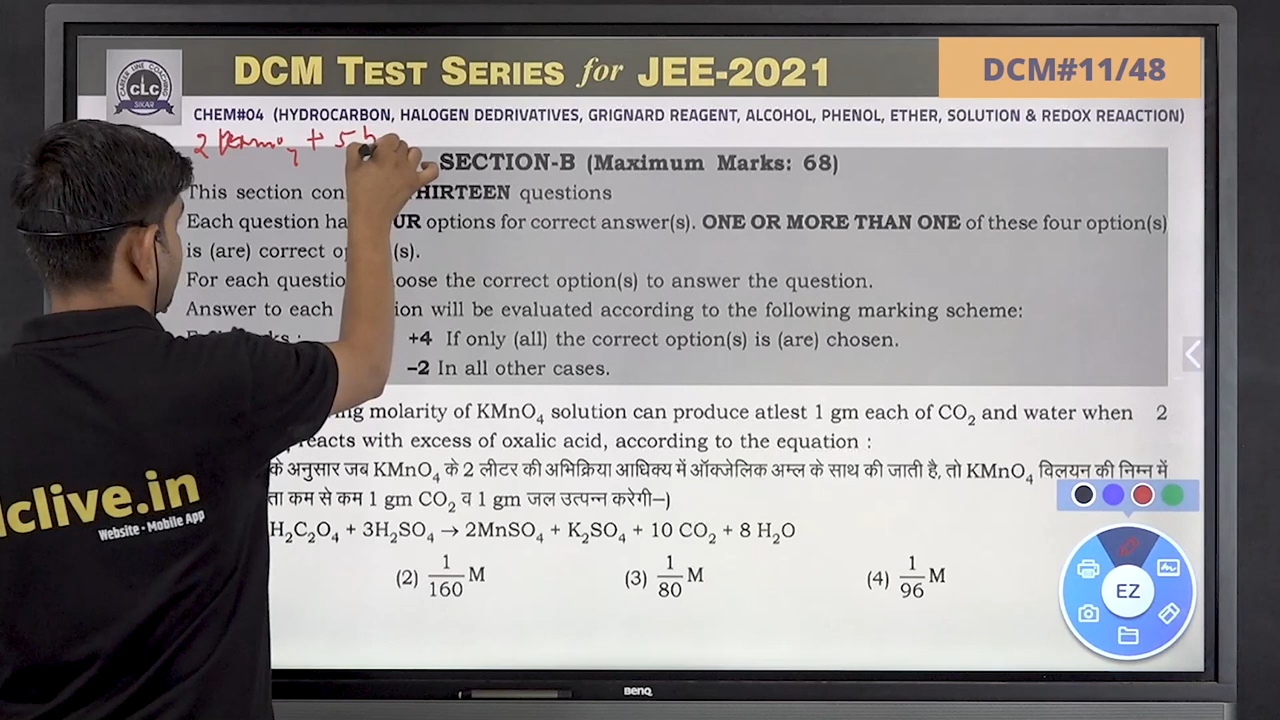 DCM TEST SERIES for JEE-2021
DCM#11/48
CLC
SIKAR
CHEM#04 (HYDROCARBON, HALOGEN DEDRIVATIVES, GRIGNARD REAGENT, ALCOHOL, PHENOL, ETHER, SOLUTION & REDOX REAACTION)
2 + 5 h
SECTION-B (Maximum Marks: 68)
This section con HIRTEEN questions
Each question ha UR options for correct answer(s). ONE OR MORE THAN ONE of these four option(s)
is (are) correct o (s).
For each questio oose the correct option(s) to answer the question.
Answer to each ion will be evaluated according to the following marking scheme:
+4 If only (all) the correct option(s) is (are) chosen.
–2 In all other cases.
ing molarity of KMnO₄ solution can produce atlest 1 gm each of CO₂ and water when 2
reacts with excess of oxalic acid, according to the equation :
के अनुसार जब KMnO₄ के 2 लीटर की अभिक्रिया आधिक्य में ऑक्जेलिक अम्ल के साथ की जाती है, तो KMnO₄ विलयन की निम्न में
ता कम से कम 1 gm CO₂ व 1 gm जल उत्पन्न करेगी–)
H₂C₂O₄ + 3H₂SO₄ → 2MnSO₄ + K₂SO₄ + 10 CO₂ + 8 H₂O
(2) 1/160 M (3) 1/80 M (4) 1/96 M
EZ
lclive.in
Website • Mobile App
BenQ